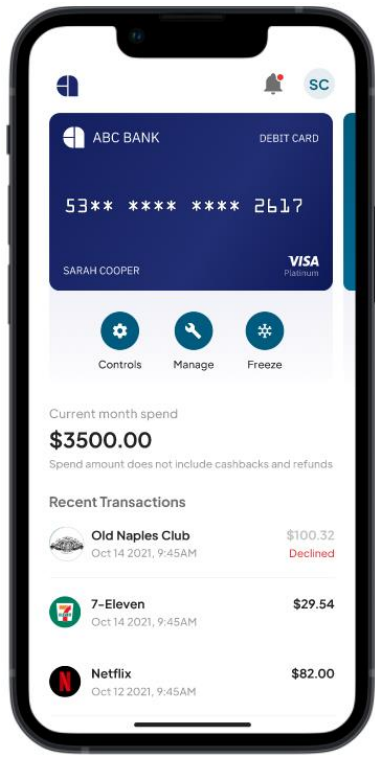 SC
ABC BANK
DEBIT CARD
53** **** **** 2617
SARAH COOPER
VISA
Platinum
Controls
Manage
Freeze
Current month spend
$3500.00
Spend amount does not include cashbacks and refunds
Recent Transactions
Old Naples Club
$100.32
Oct 14 2021, 9:45AM
Declined
7-Eleven
$29.54
Oct 14 2021, 9:45AM
Netflix
$82.00
Oct 12 2021, 9:45AM